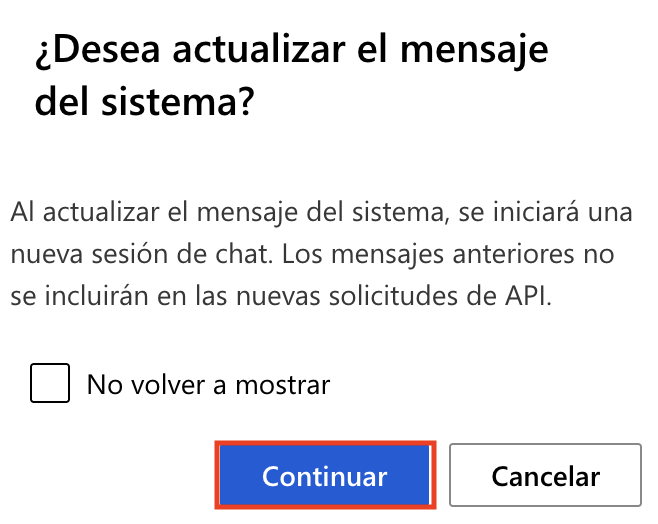 ¿Desea actualizar el mensaje
del sistema?
Al actualizar el mensaje del sistema, se iniciará una
nueva sesión de chat. Los mensajes anteriores no
se incluirán en las nuevas solicitudes de API.
No volver a mostrar
Continuar
Cancelar